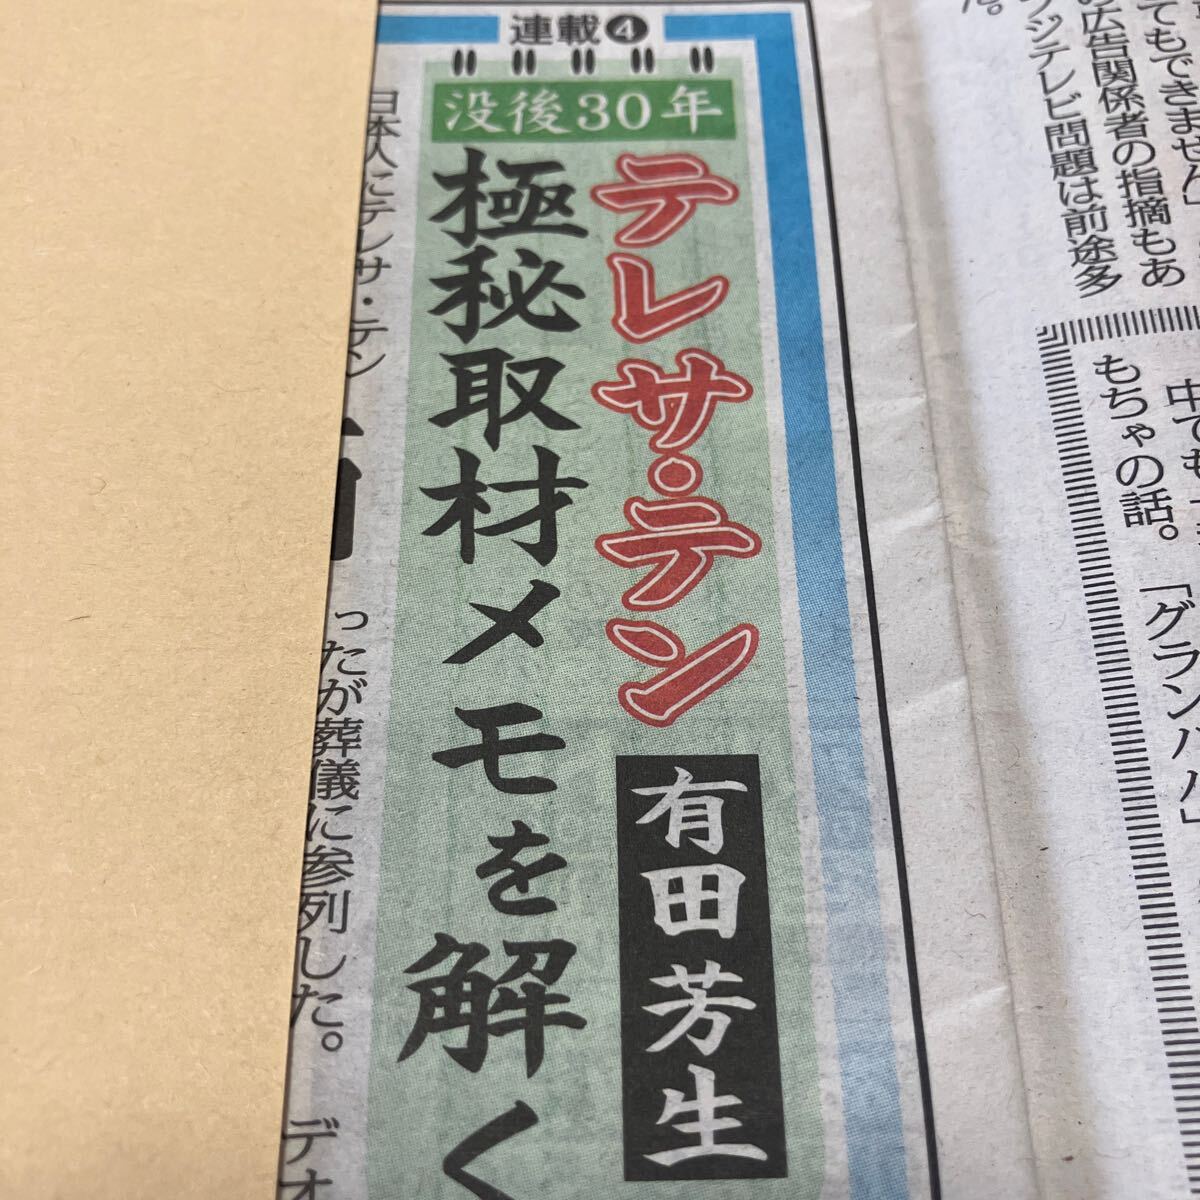 連載❹
没後30年
テレサ・テン
極秘取材メモを解く
有田芳生
てもできません」
の広告関係者の指摘もあ
フジテレビ問題は前途多
もちゃの話。
「グランパパ」
日本人にテレサ・テン
ったが葬儀に参列した。
デオ